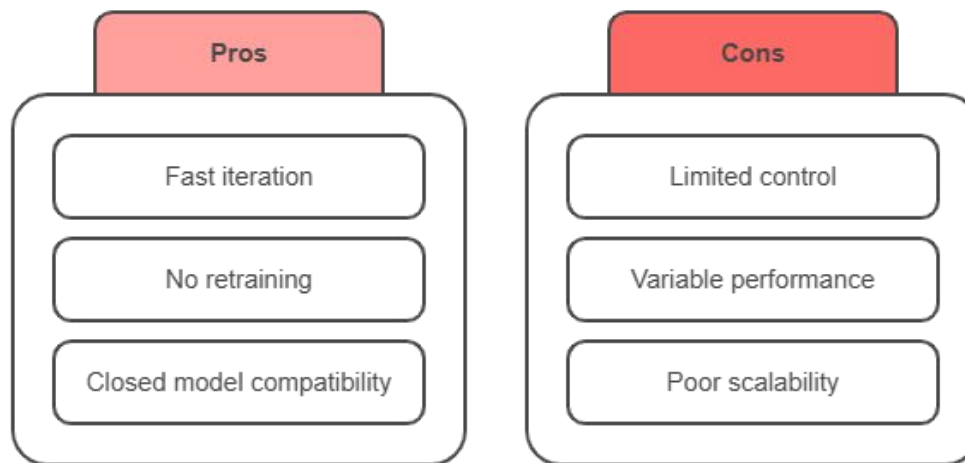 Pros
Fast iteration
No retraining
Closed model compatibility
Cons
Limited control
Variable performance
Poor scalability